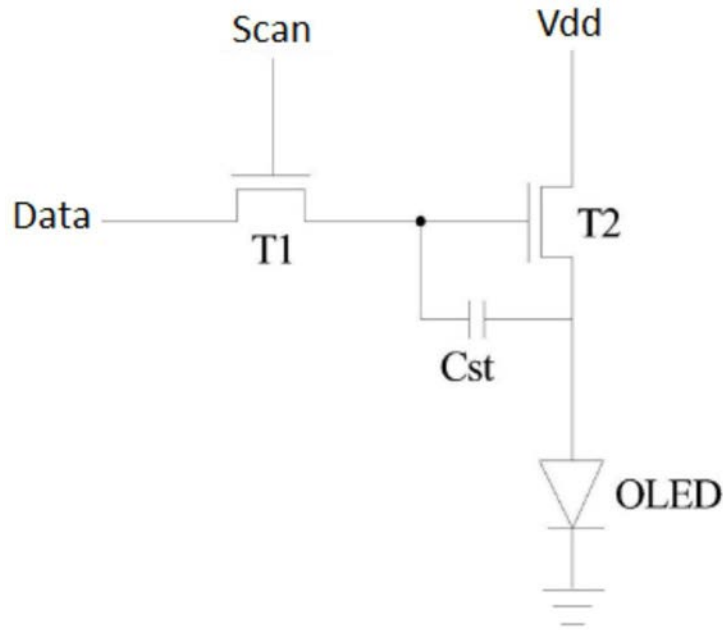 Scan
Vdd
Data
T1
T2
Cst
OLED